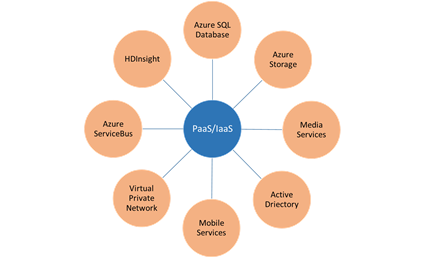 Azure SQL
Database
Azure
Storage
Media
Services
Active
Driectory
Mobile
Services
Virtual
Private
Network
Azure
ServiceBus
HDInsight
PaaS/IaaS